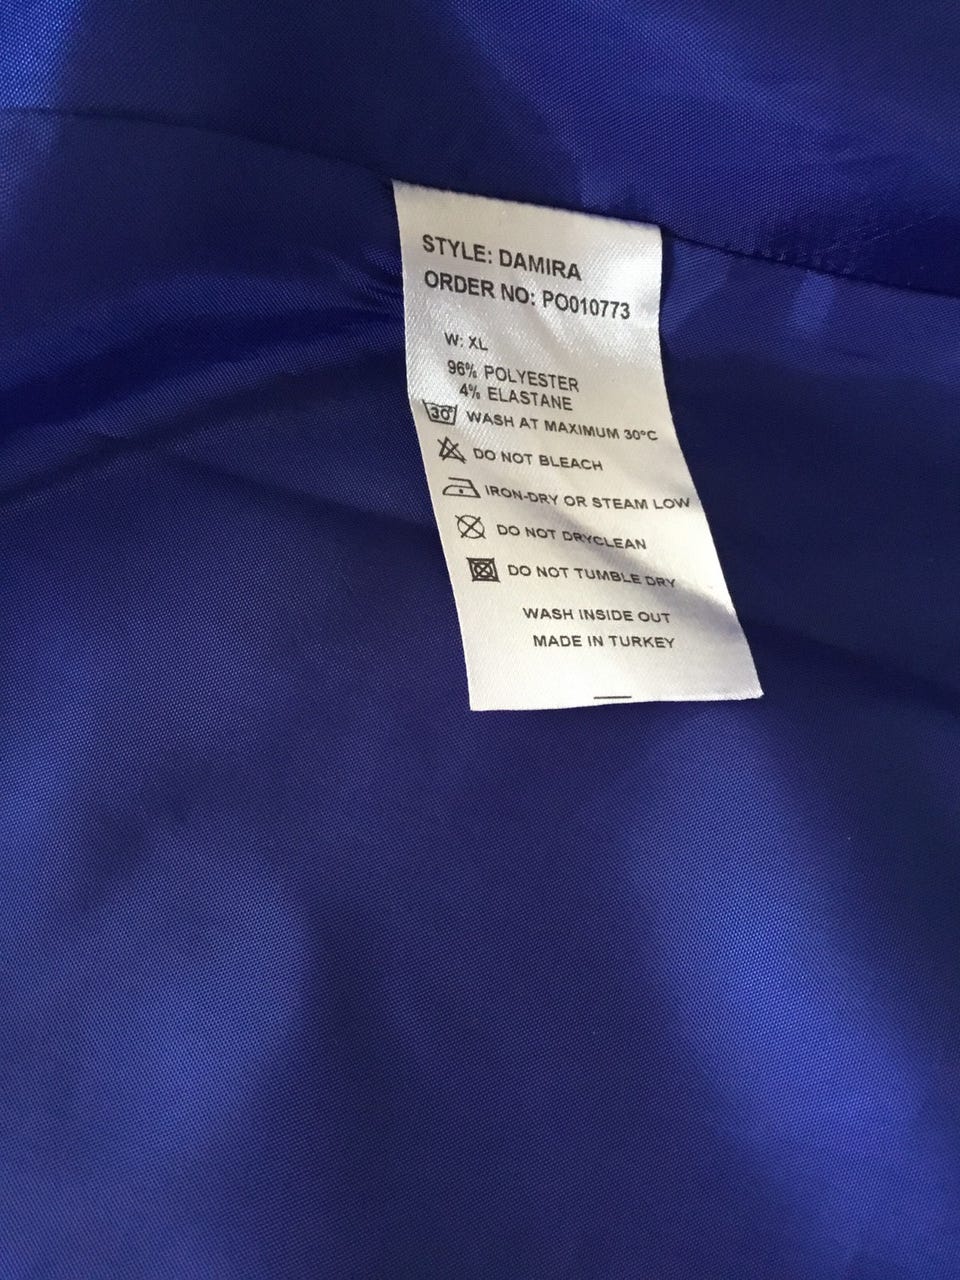 STYLE: DAMIRA
ORDER NO: PO010773
W: XL
96% POLYESTER
4% ELASTANE
30 WASH AT MAXIMUM 30°C
DO NOT BLEACH
IRON-DRY OR STEAM LOW
DO NOT DRYCLEAN
DO NOT TUMBLE DRY
WASH INSIDE OUT
MADE IN TURKEY